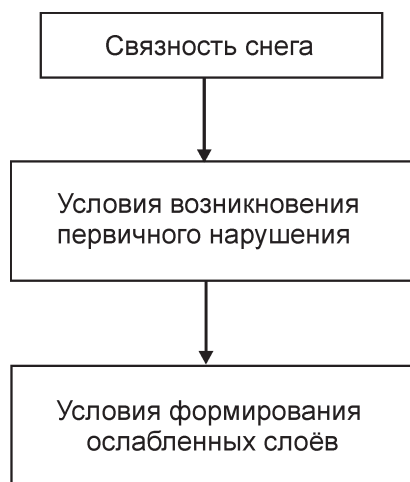 Связность снега
Условия возникновения
первичного нарушения
Условия формирования
ослабленных слоёв